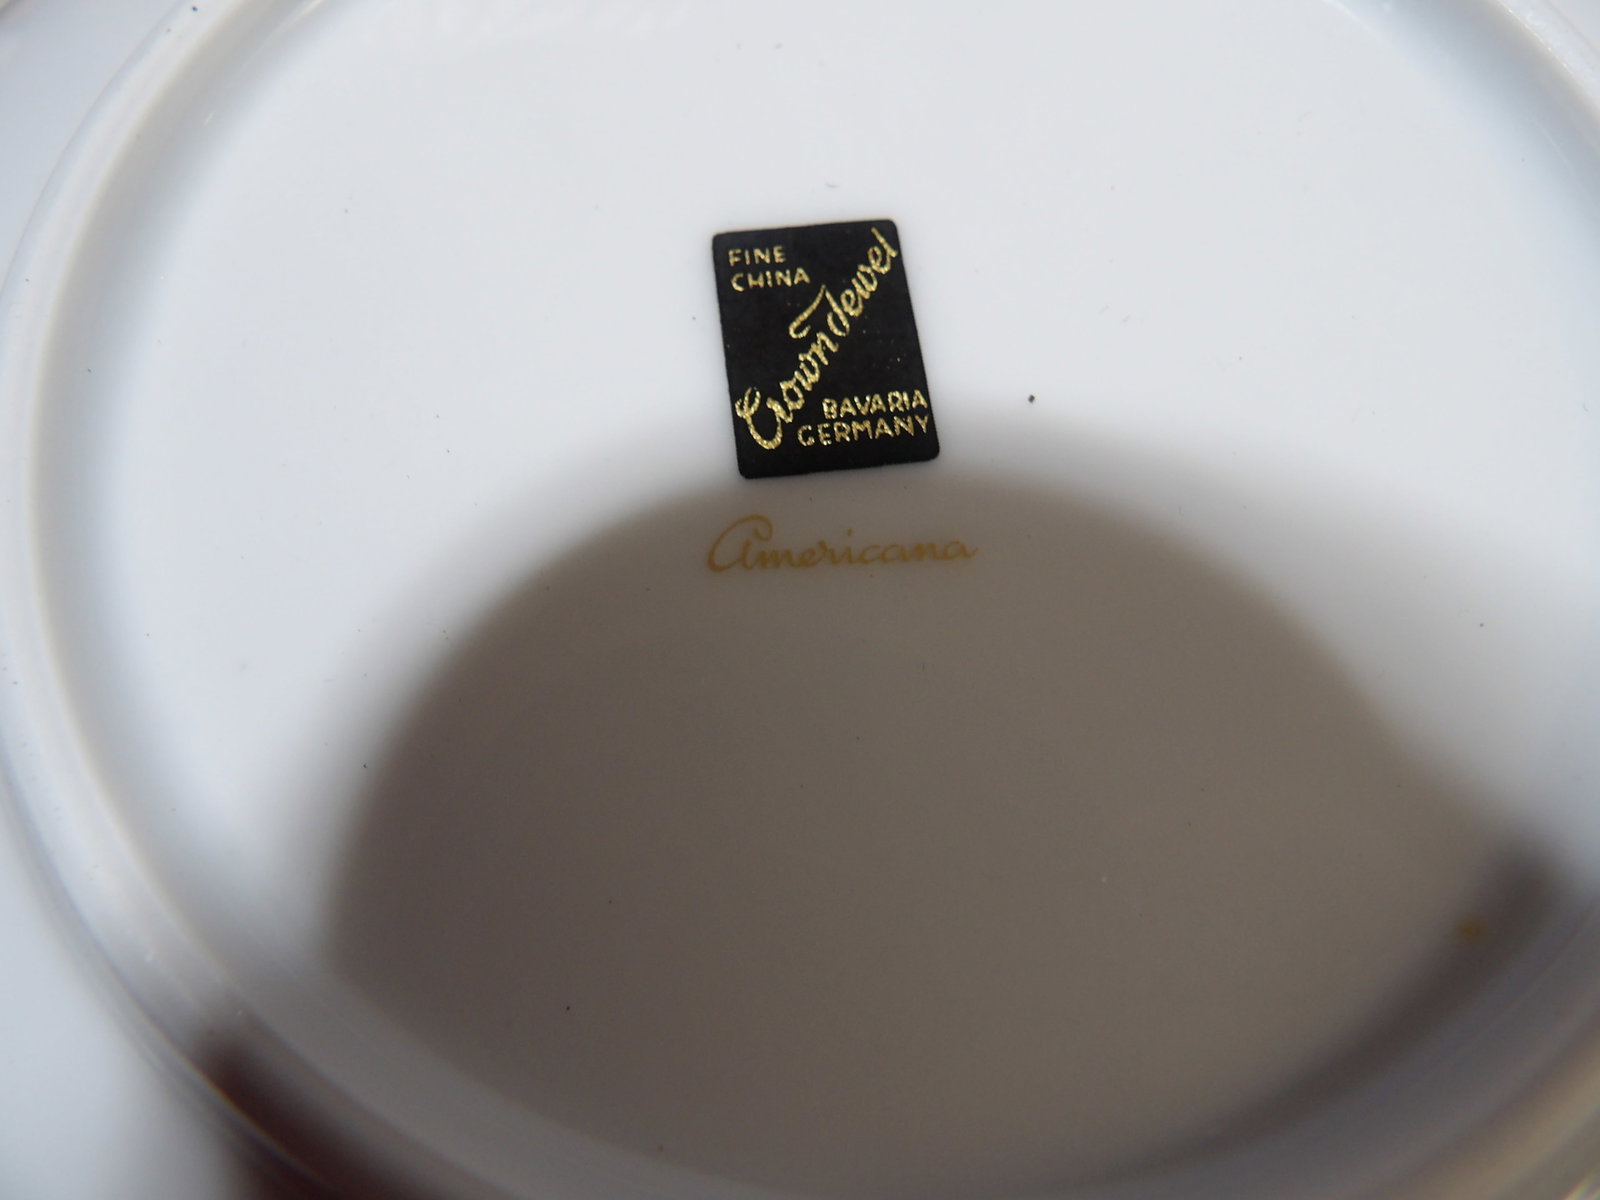 FINE
CHINA
Crown Jewel
BAVARIA
GERMANY
Americana